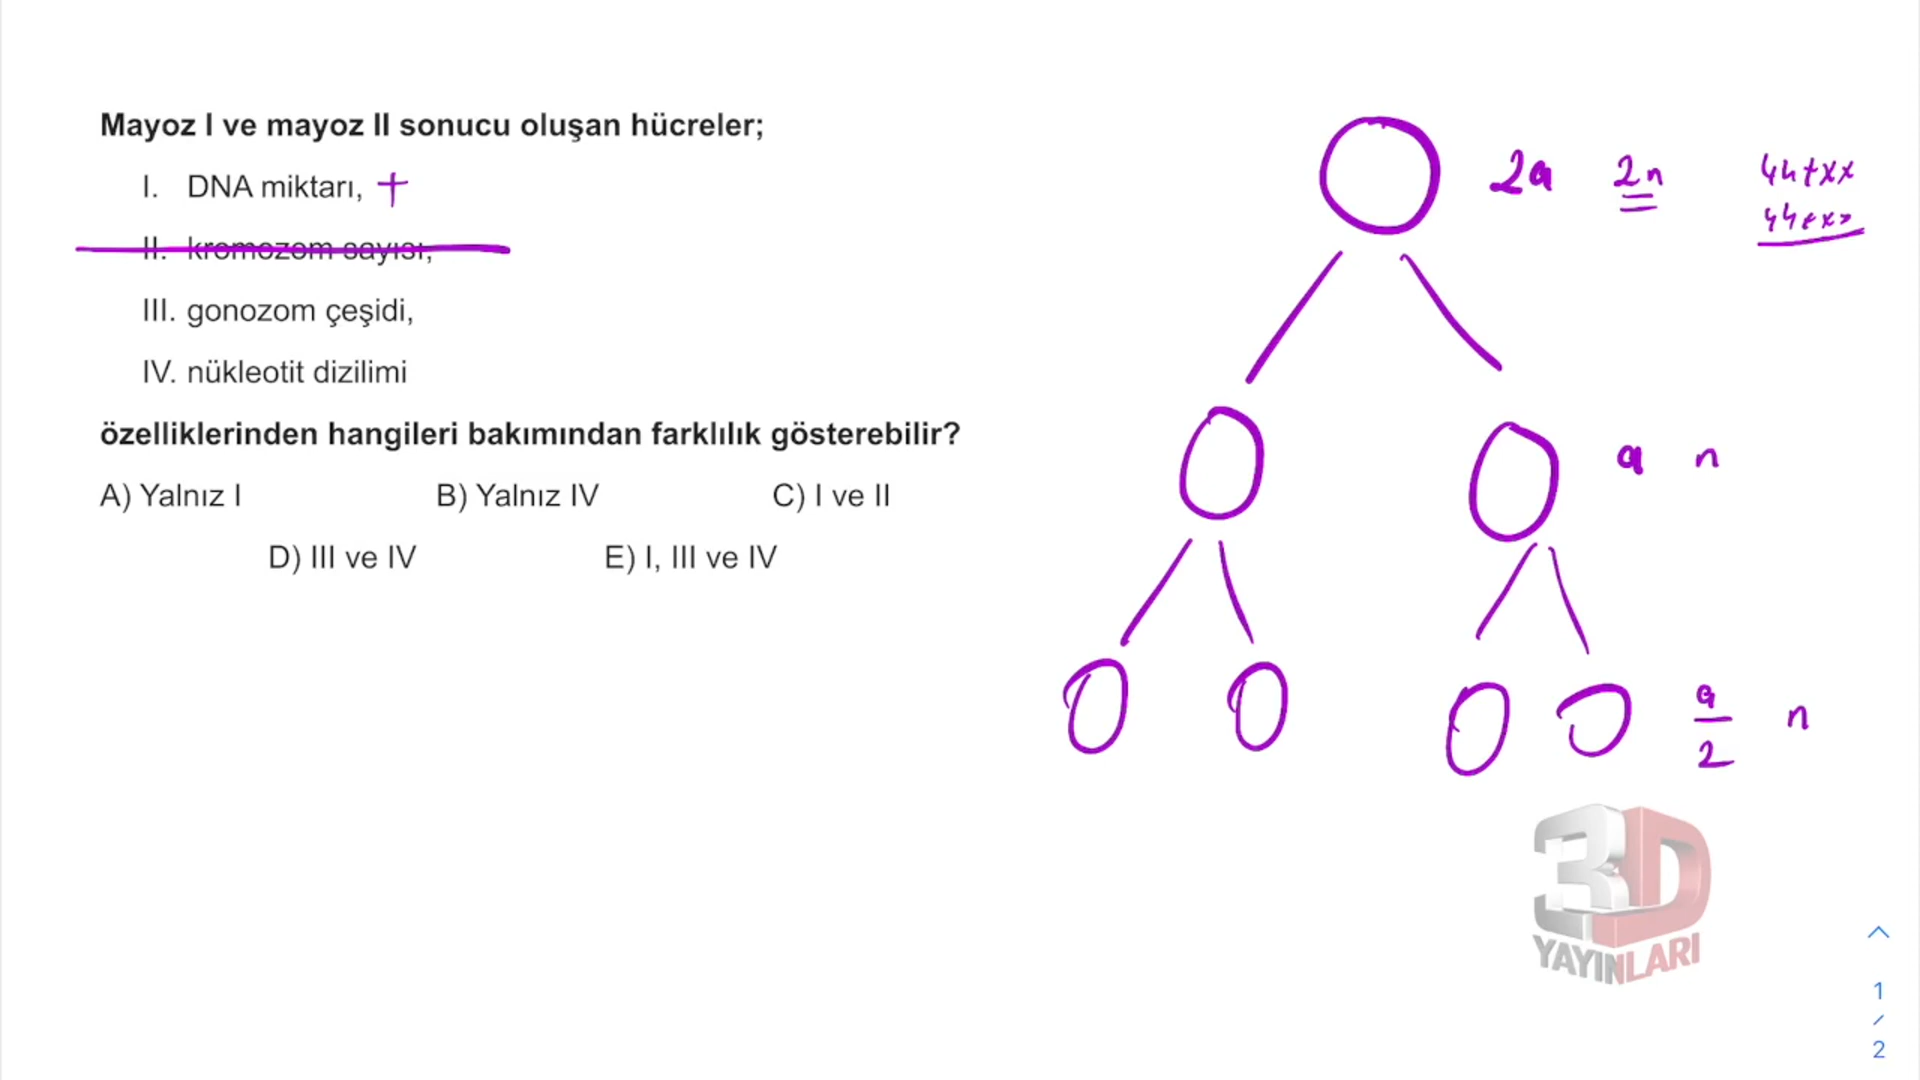 Mayoz I ve mayoz II sonucu oluşan hücreler;
I. DNA miktarı, +
II. kromozom sayısı,
III. gonozom çeşidi,
IV. nükleotit dizilimi
özelliklerinden hangileri bakımından farklılık gösterebilir?
A) Yalnız I B) Yalnız IV C) I ve II
D) III ve IV E) I, III ve IV
2a 2n 44+xx
44+x
a n
a/2 n
3D
YAYINLARI
1
/
2